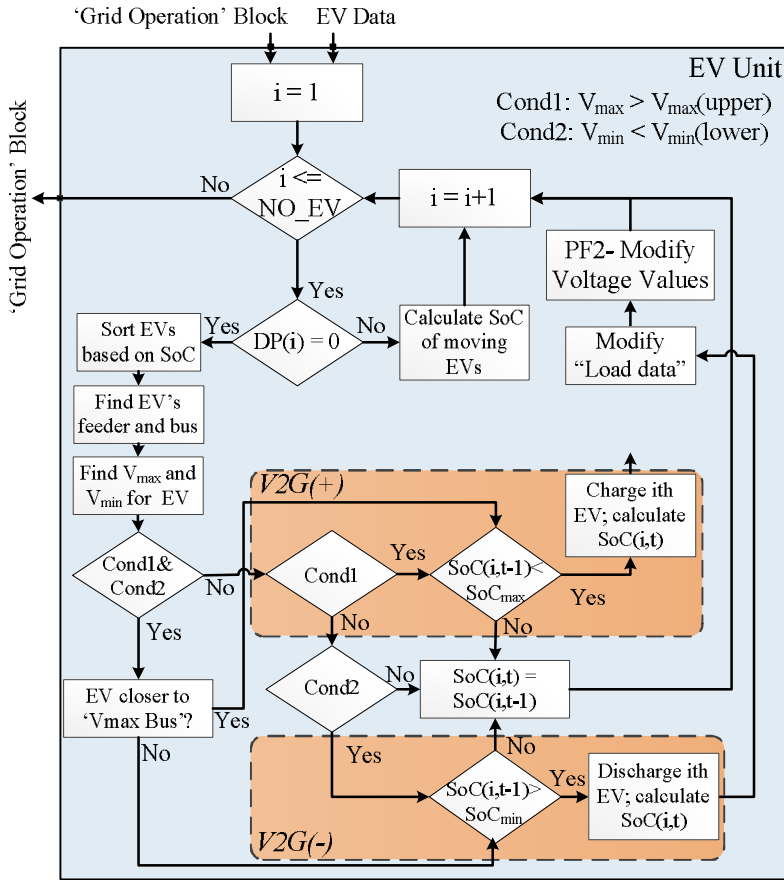 ‘Grid Operation’ Block
EV Data
EV Unit
Cond1: Vmax > Vmax(upper)
Cond2: Vmin < Vmin(lower)
‘Grid Operation’ Block
i = 1
i <=
NO_EV
No
Yes
i = i+1
PF2- Modify
Voltage Values
Modify
“Load data”
DP(i) = 0
Yes
No
Calculate SoC
of moving
EVs
Sort EVs
based on SoC
Find EV’s
feeder and bus
Find Vmax and
Vmin for EV
Cond1&
Cond2
No
Yes
V2G(+)
Cond1
Yes
No
SoC(i,t-1)<
SoCmax
Yes
No
Charge ith
EV; calculate
SoC(i,t)
EV closer to
‘Vmax Bus’?
Yes
No
Cond2
No
Yes
SoC(i,t) =
SoC(i,t-1)
No
SoC(i,t-1)>
SoCmin
Yes
Discharge ith
EV; calculate
SoC(i,t)
V2G(-)